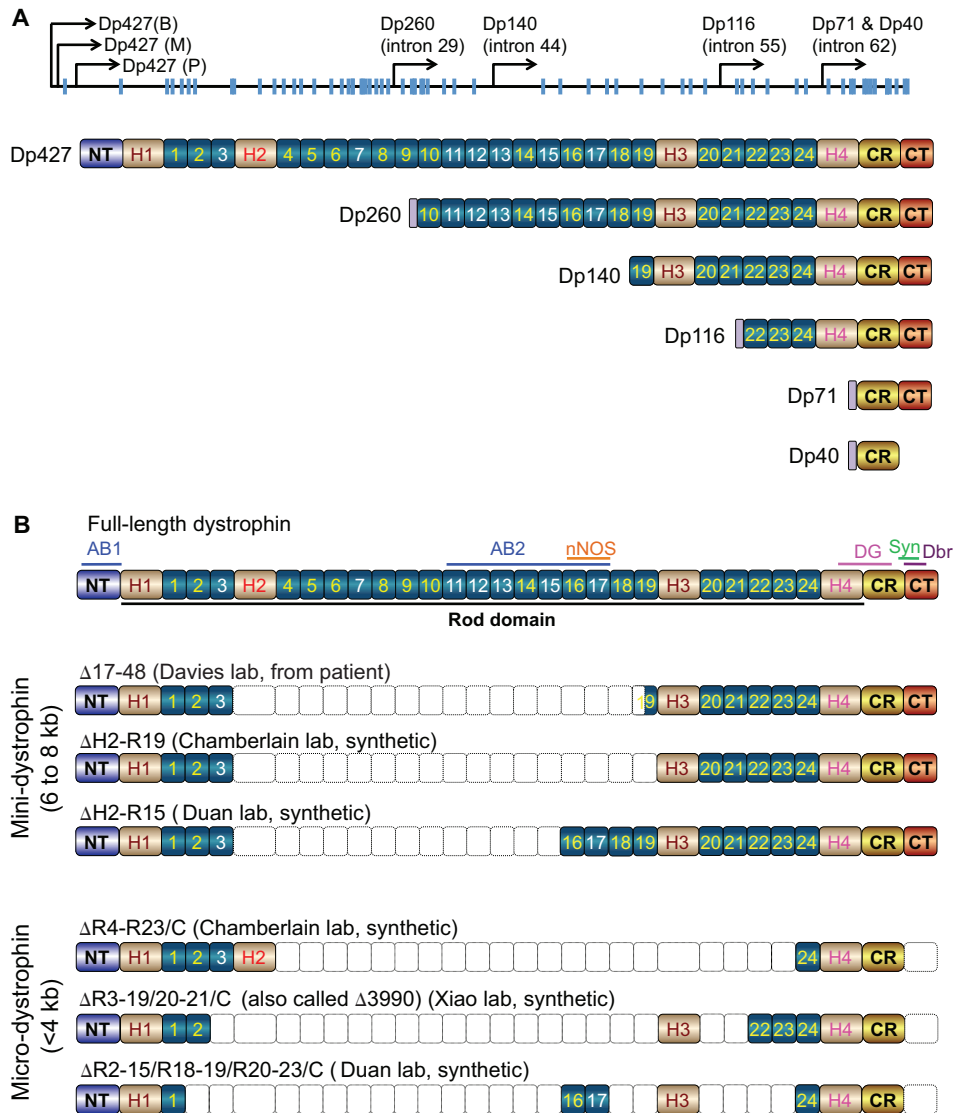 A
Dp427(B)
Dp427 (M)
Dp427 (P)
Dp260
(intron 29)
Dp140
(intron 44)
Dp116
(intron 55)
Dp71 & Dp40
(intron 62)
Dp427 NT H1 1 2 3 H2 4 5 6 7 8 9 10 11 12 13 14 15 16 17 18 19 H3 20 21 22 23 24 H4 CR CT
Dp260 10 11 12 13 14 15 16 17 18 19 H3 20 21 22 23 24 H4 CR CT
Dp140 19 H3 20 21 22 23 24 H4 CR CT
Dp116 22 23 24 H4 CR CT
Dp71 CR CT
Dp40 CR
B
Full-length dystrophin
AB1 AB2 nNOS DG Syn Dbr
NT H1 1 2 3 H2 4 5 6 7 8 9 10 11 12 13 14 15 16 17 18 19 H3 20 21 22 23 24 H4 CR CT
Rod domain
Mini-dystrophin
(6 to 8 kb)
Δ17-48 (Davies lab, from patient)
NT H1 1 2 3 19 H3 20 21 22 23 24 H4 CR CT
ΔH2-R19 (Chamberlain lab, synthetic)
NT H1 1 2 3 H3 20 21 22 23 24 H4 CR CT
ΔH2-R15 ( Duan lab, synthetic)
NT H1 1 2 3 16 17 18 19 H3 20 21 22 23 24 H4 CR CT
Micro-dystrophin
(<4 kb)
ΔR4-R23/C (Chamberlain lab, synthetic)
NT H1 1 2 3 H2 24 H4 CR
ΔR3-19/20-21/C (also called Δ3990) (Xiao lab, synthetic)
NT H1 1 2 H3 22 23 24 H4 CR
ΔR2-15/R18-19/R20-23/C ( Duan lab, synthetic)
NT H1 1 16 17 H3 24 H4 CR